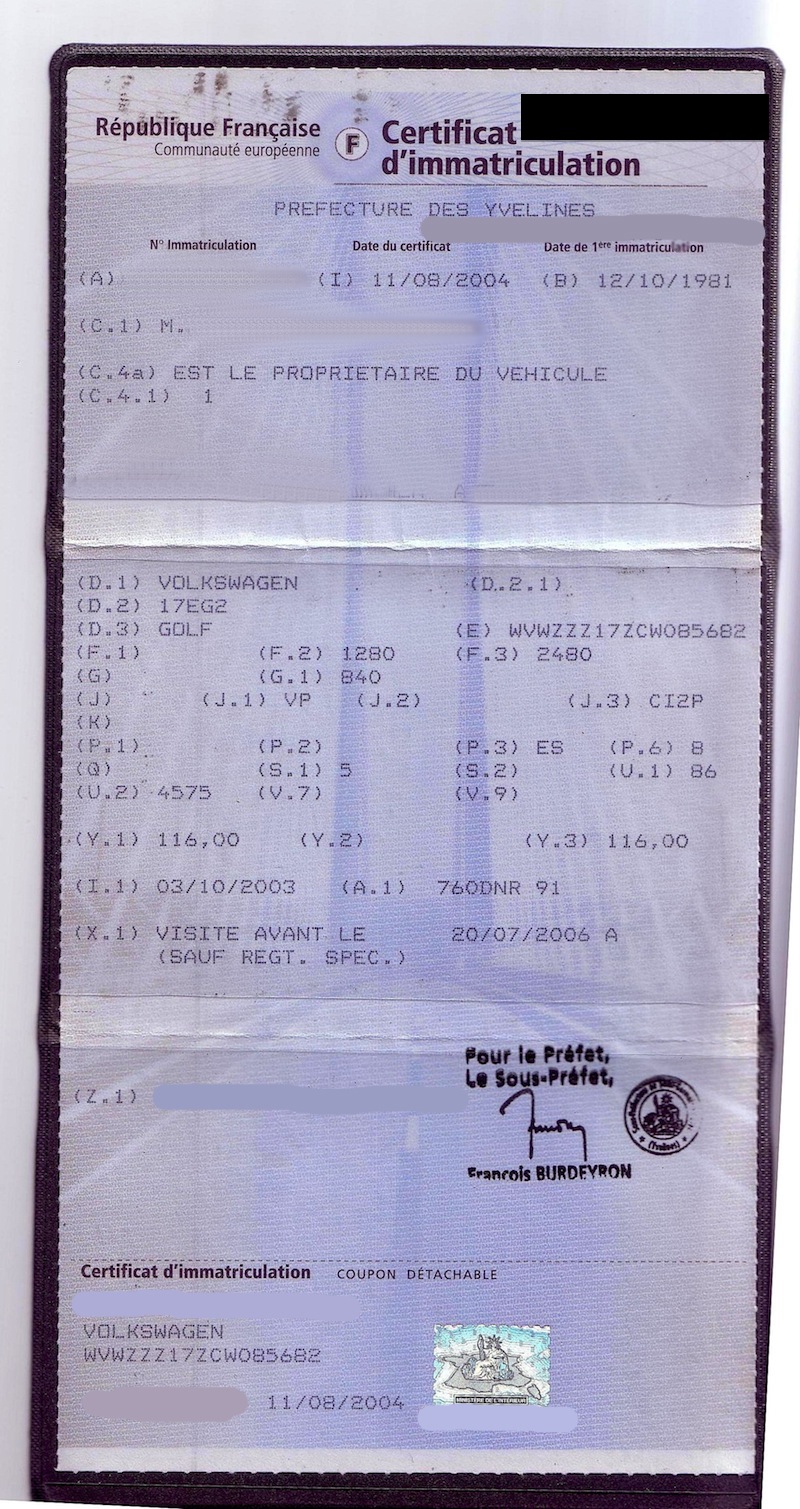 République Française
Communauté européenne
F
Certificat
d'immatriculation
PREFECTURE DES YVELINES
N° Immatriculation Date du certificat Date de 1ère immatriculation
(A) (I) 11/08/2004 (B) 12/10/1981
(C.1) M.
(C.4a) EST LE PROPRIETAIRE DU VEHICULE
(C.4.1) 1
(D.1) VOLKSWAGEN (D.2.1)
(D.2) 17EG2
(D.3) GOLF (E) WVWZZZ17ZCW085682
(F.1) (F.2) 1280 (F.3) 2480
(G) (G.1) 840
(J) (J.1) VP (J.2) (J.3) CI2P
(K)
(P.1) (P.2) (P.3) ES (P.6) 8
(Q) (S.1) 5 (S.2) (U.1) 86
(U.2) 4575 (V.7) (V.9)
(Y.1) 116,00 (Y.2) (Y.3) 116,00
(I.1) 03/10/2003 (A.1) 760DNR 91
(X.1) VISITE AVANT LE 20/07/2006 A
(SAUF REGT. SPEC.)
Pour le Préfet,
Le Sous-Préfet,
(Z.1)
(Yvelines)
François BURDEYRON
Certificat d'immatriculation COUPON DÉTACHABLE
VOLKSWAGEN
WVWZZZ17ZCW085682
MINISTÈRE DE L'INTÉRIEUR
11/08/2004